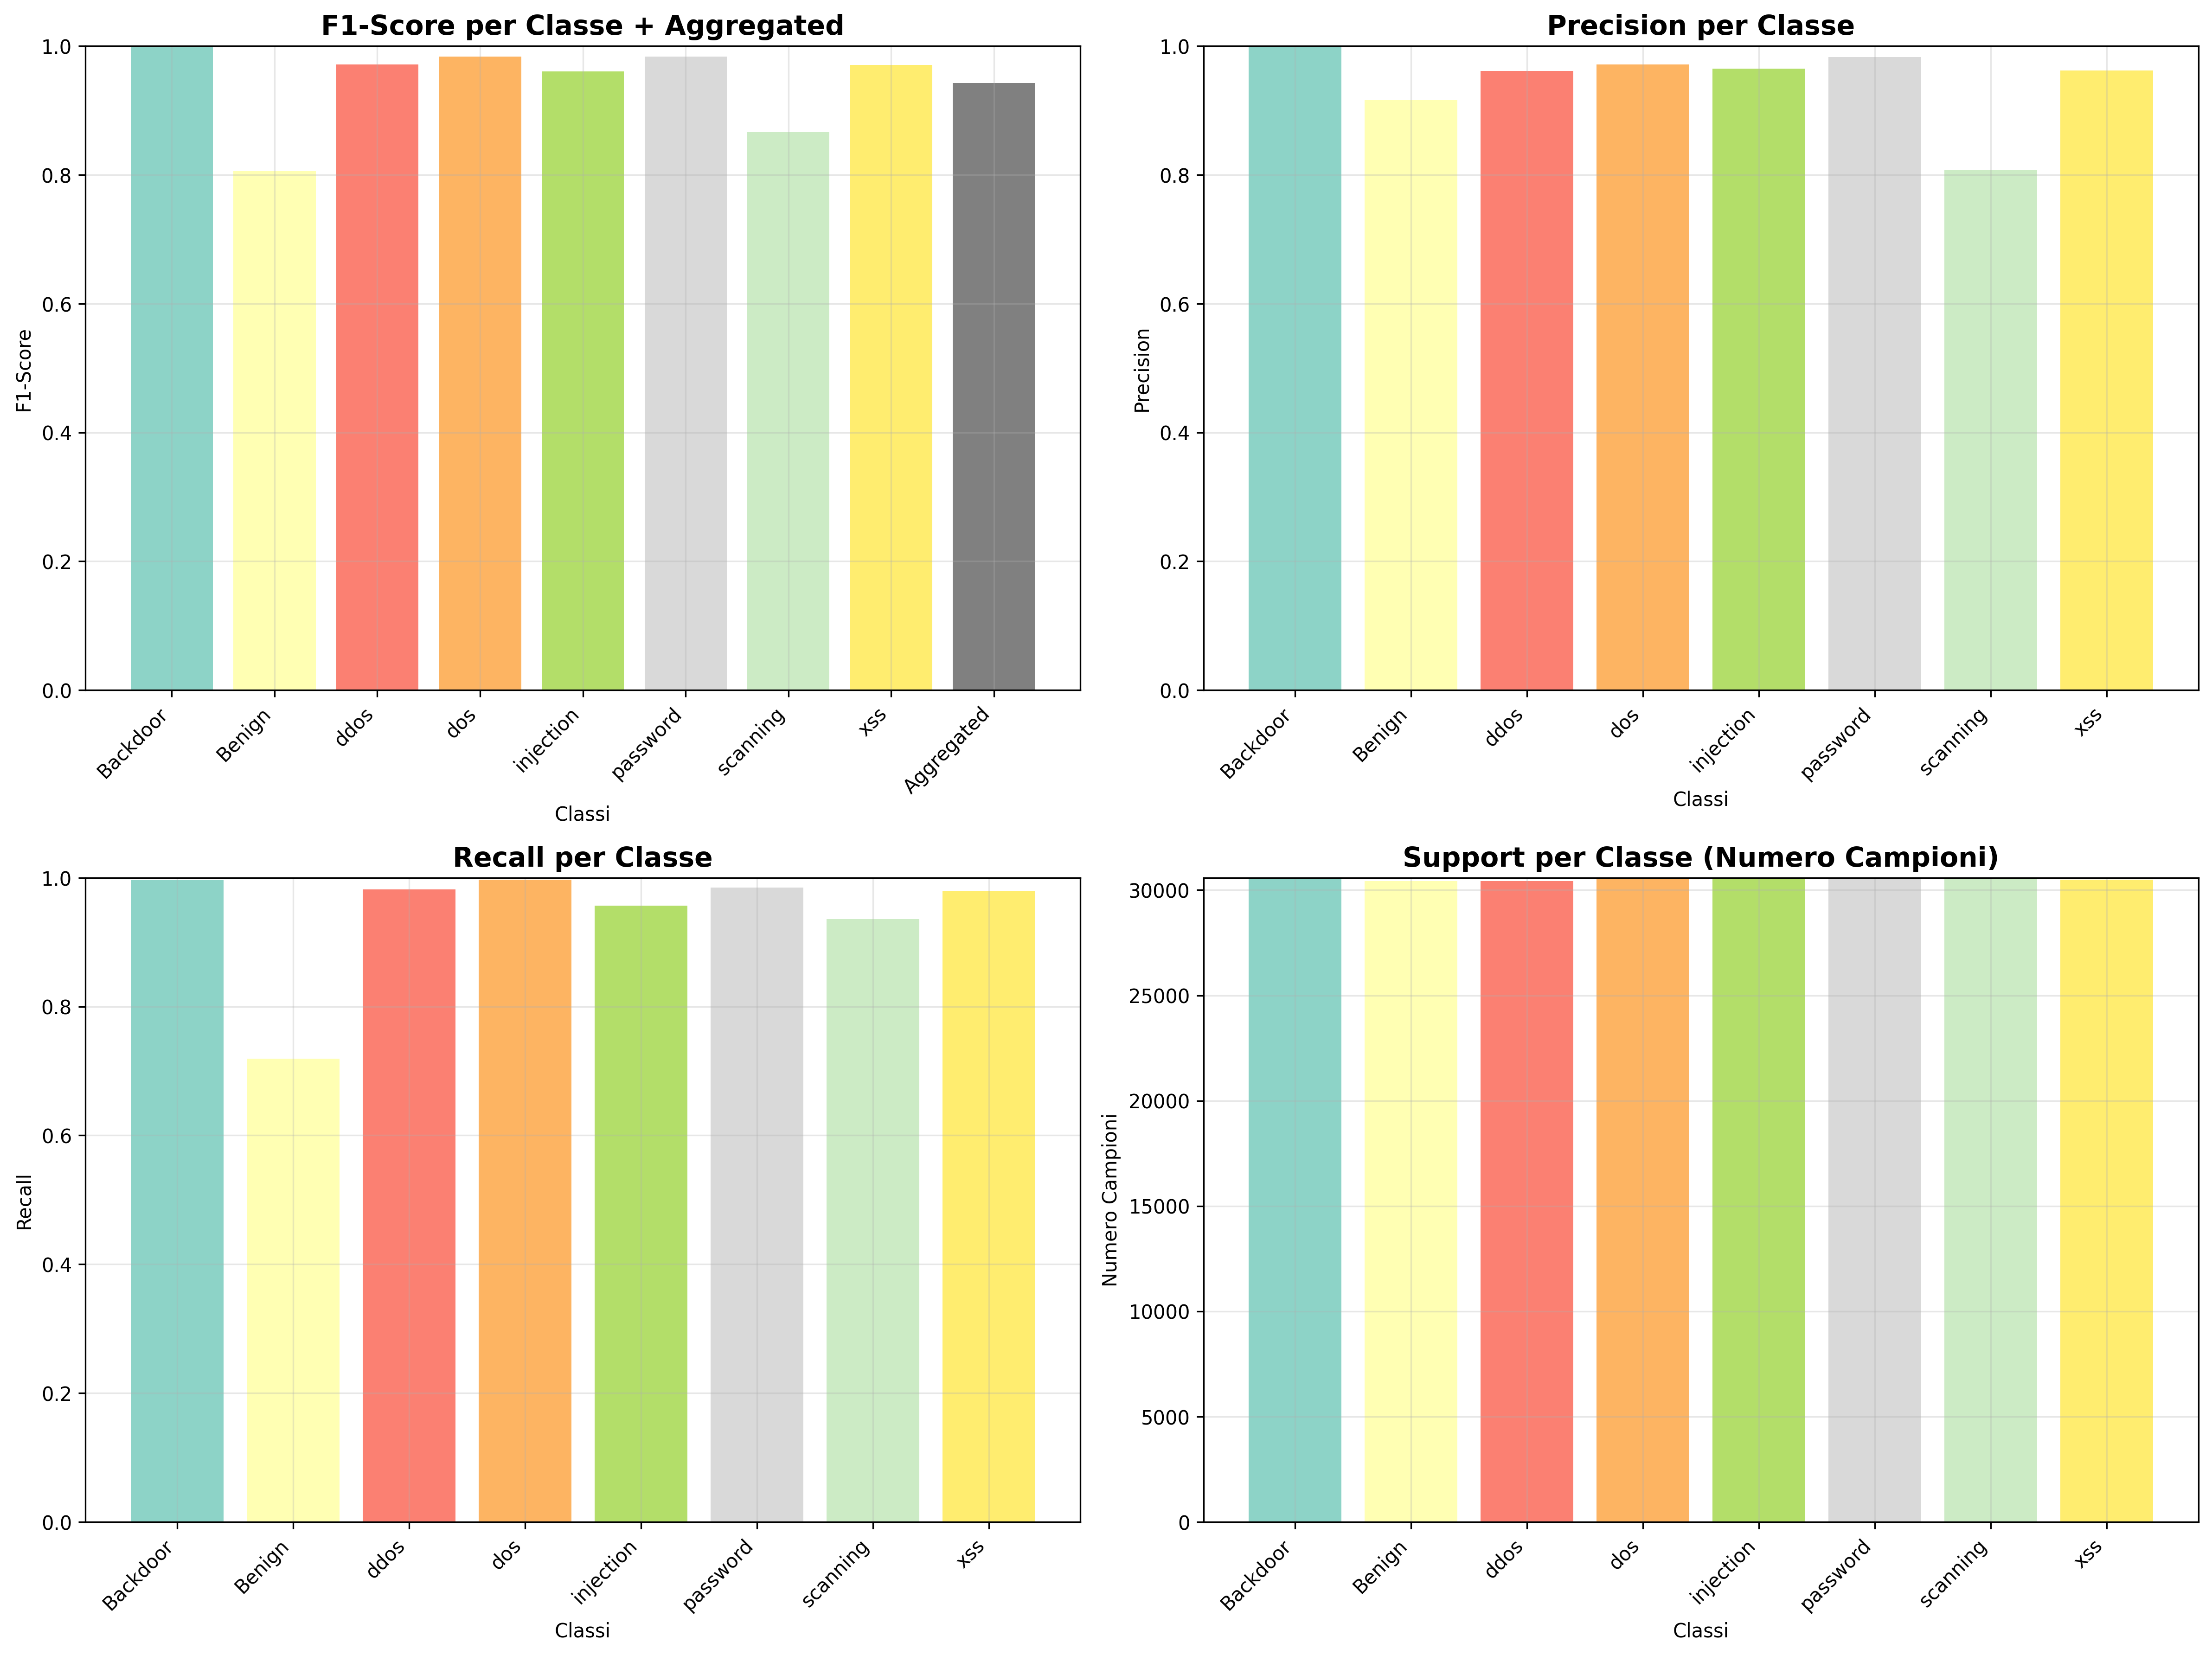 F1-Score per Classe + Aggregated
1.0
0.8
0.6
0.4
0.2
0.0
F1-Score
Backdoor
Benign
ddos
dos
injection
password
scanning
xss
Aggregated
Classi
Precision per Classe
1.0
0.8
0.6
0.4
0.2
0.0
Precision
Backdoor
Benign
ddos
dos
injection
password
scanning
xss
Classi
Recall per Classe
1.0
0.8
0.6
0.4
0.2
0.0
Recall
Backdoor
Benign
ddos
dos
injection
password
scanning
xss
Classi
Support per Classe (Numero Campioni)
30000
25000
20000
15000
10000
5000
0
Numero Campioni
Backdoor
Benign
ddos
dos
injection
password
scanning
xss
Classi